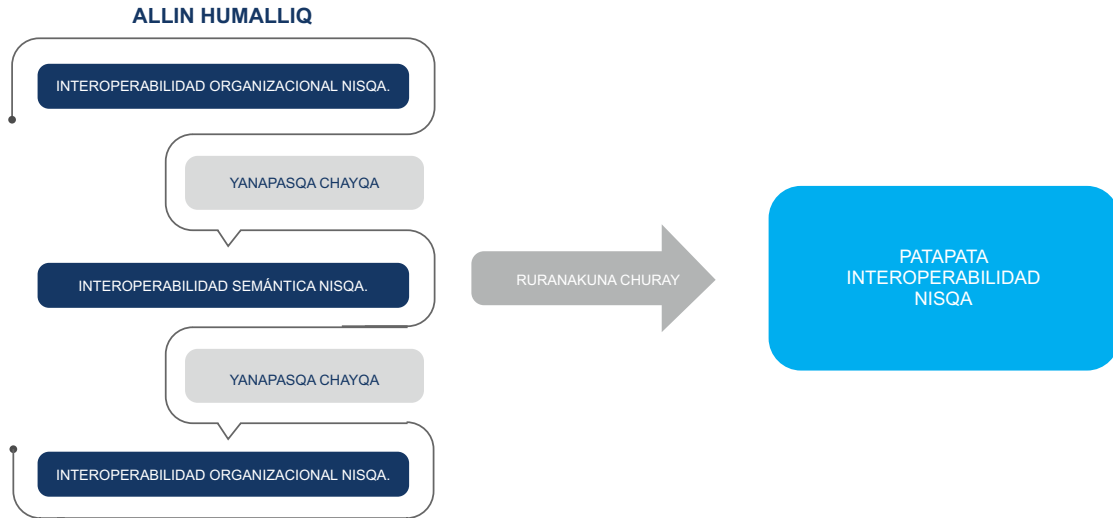 ALLIN HUMALLIQ
INTEROPERABILIDAD ORGANIZACIONAL NISQA.
YANAPASQA CHAYQA
INTEROPERABILIDAD SEMÁNTICA NISQA.
YANAPASQA CHAYQA
INTEROPERABILIDAD ORGANIZACIONAL NISQA.
RURANAKUNA CHURAY
PATAPATA
INTEROPERABILIDAD
NISQA